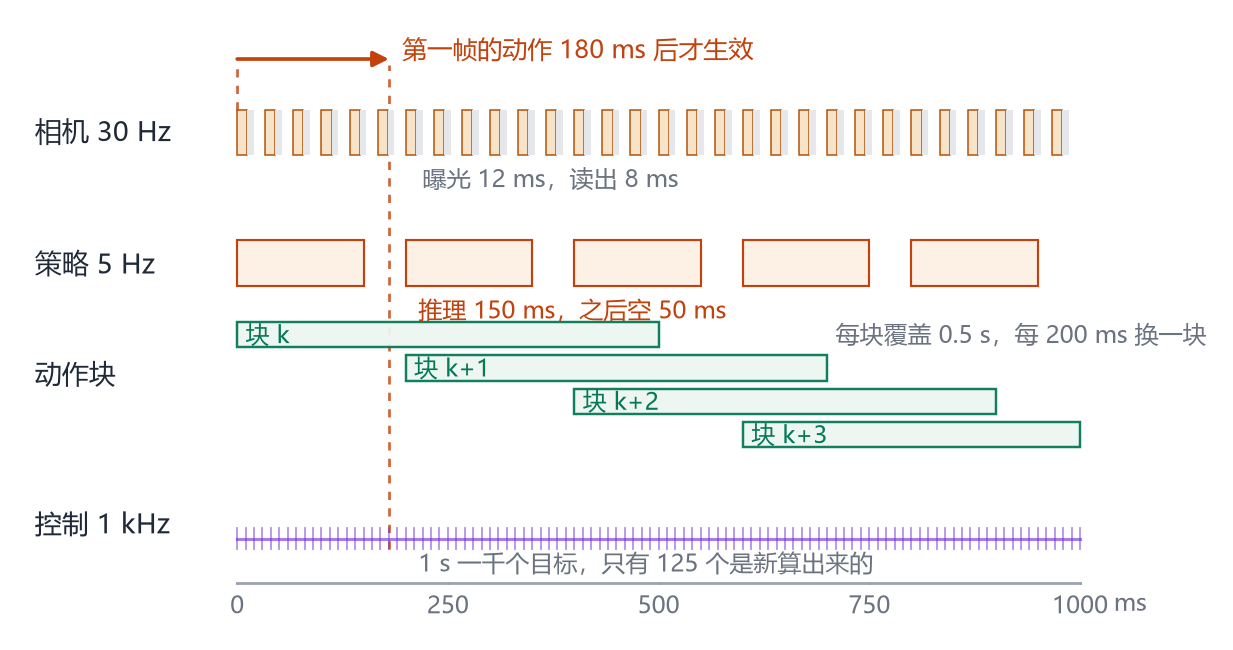 第一帧的动作 180 ms 后才生效
相机 30 Hz
曝光 12 ms，读出 8 ms
策略 5 Hz
推理 150 ms，之后空 50 ms
块 k
每块覆盖 0.5 s，每 200 ms 换一块
块 k+1
动作块
块 k+2
块 k+3
控制 1 kHz
1 s 一千个目标，只有 125 个是新算出来的
0 250 500 750 1000 ms